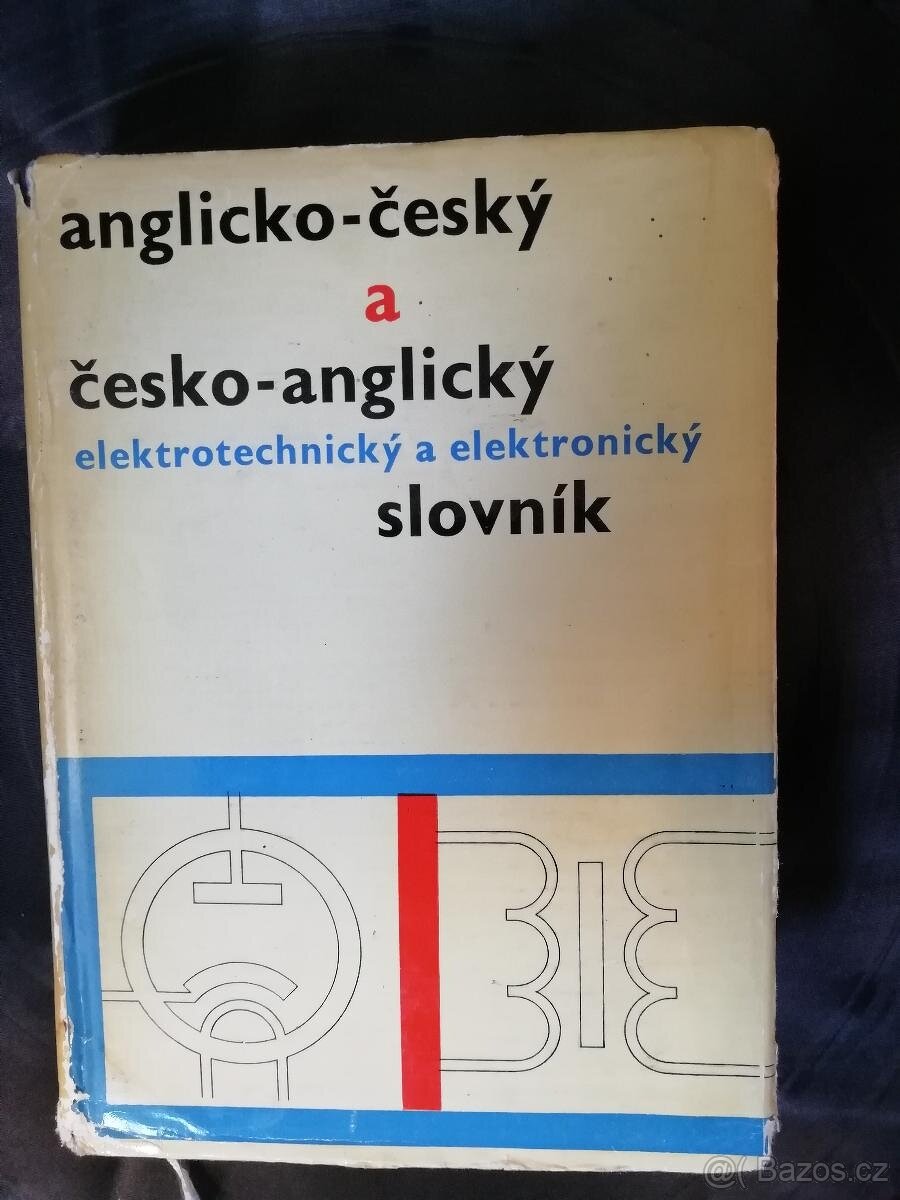 anglicko-český
a
česko-anglický
elektrotechnický a elektronický
slovník
@( Bazos.cz